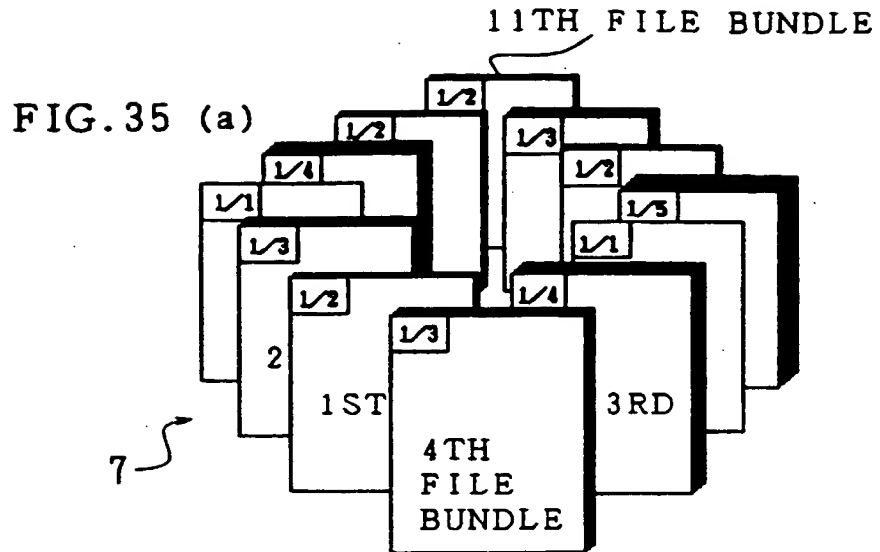 11TH FILE BUNDLE
FIG.35 (a)
1/2
1/2
1/3
1/4
1/2
1/1
1/5
1/3
1/1
1/2
1/4
1/3
2
1ST
3RD
4TH
FILE
BUNDLE
7